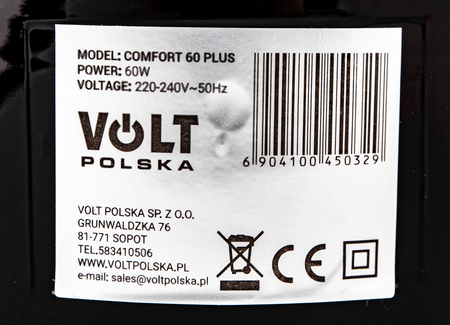 MODEL: COMFORT 60 PLUS
POWER: 60W
VOLTAGE: 220-240V~50Hz
VOLT
POLSKA
6 904100 450329
VOLT POLSKA SP. Z O.O.
GRUNWALDZKA 76
81-771 SOPOT
TEL.583410506
WWW.VOLTPOLSKA.PL
e-mail: sales@voltpolska.pl
CE